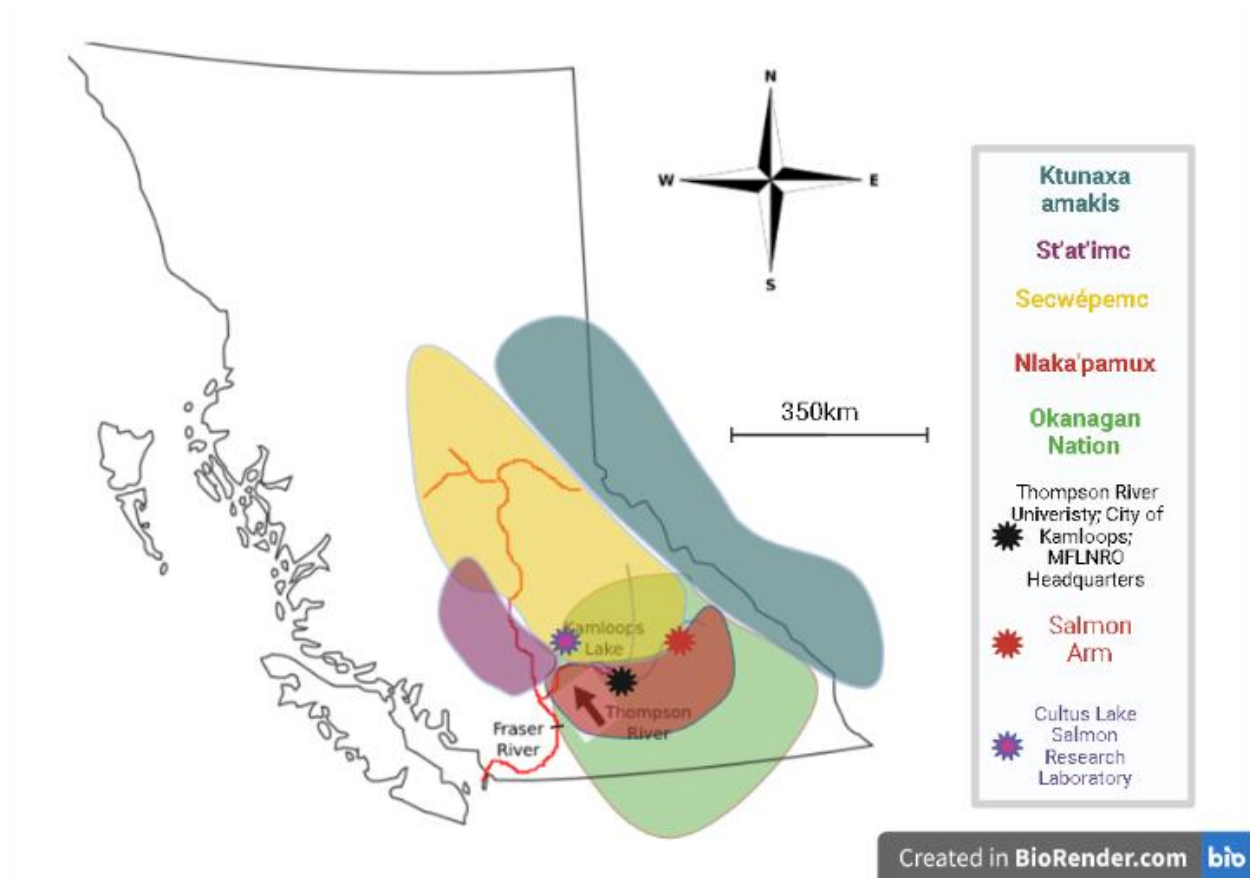 N
W
E
S
350km
Kamloops
Lake
Thompson
River
Fraser
River
Ktunaxa
amakis
St'at'imc
Secwépemc
Nlaka'pamux
Okanagan
Nation
Thompson River
Univeristy; City of
Kamloops;
MFLNRO
Headquarters
Salmon
Arm
Cultus Lake
Salmon
Research
Laboratory
Created in BioRender.com bio